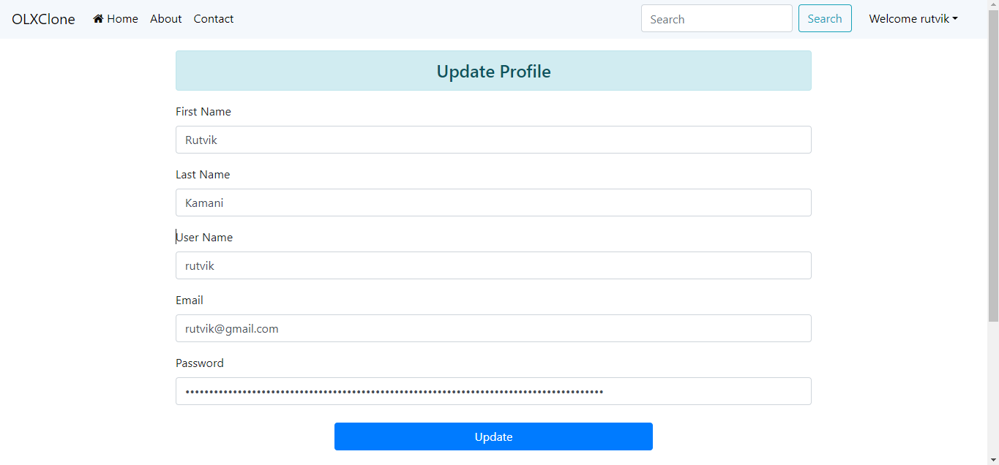 OLXClone Home About Contact Search Search Welcome rutvik
Update Profile
First Name
Rutvik
Last Name
Kamani
User Name
rutvik
Email
rutvik@gmail.com
Password
Update